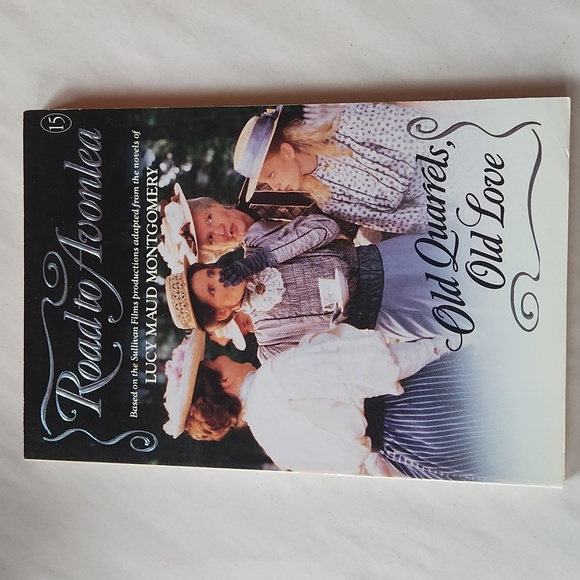 15
Road to Avonlea
Based on the Sullivan Films productions adapted from the novels of
LUCY MAUD MONTGOMERY
Old Quarrels,
Old Love